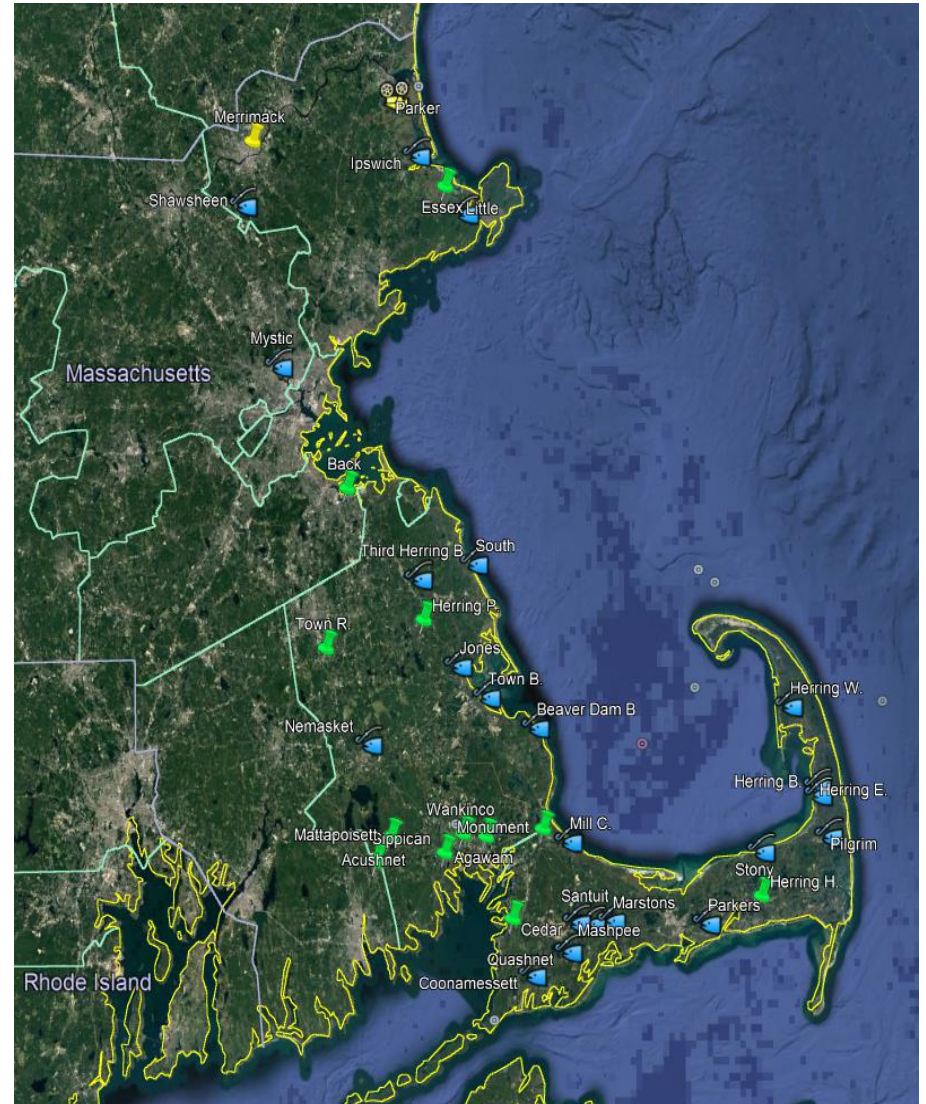 Parker
Merrimack
Ipswich
Shawsheen
Essex
Little
Mystic
Massachusetts
Back
Third Herring B.
South
Herring P.
Town R.
Jones
Town B.
Herring W.
Beaver Dam B
Nemasket
Herring B.
Herring E.
Wankinco
Mill C.
Mattapoisett
Sippican
Monument
Pilgrim
Acushnet
Agawam
Stony
Herring H.
Santuit
Marstons
Parkers
Cedar
Mashpee
Quashnet
Rhode Island
Coonamessett